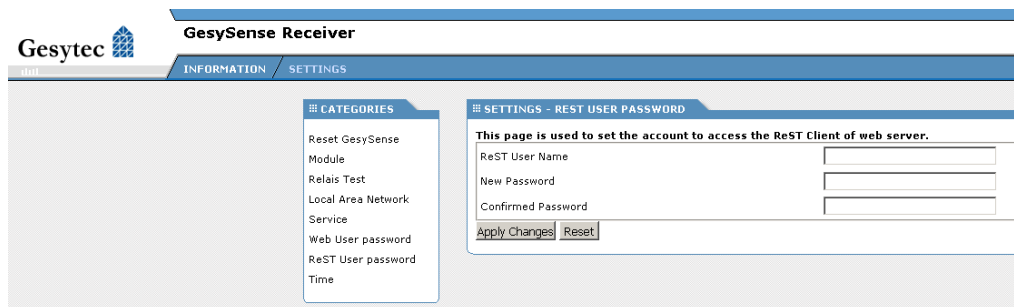 Gesytec
GesySense Receiver
INFORMATION / SETTINGS
CATEGORIES
Reset GesySense
Module
Relais Test
Local Area Network
Service
Web User password
ReST User password
Time
SETTINGS - REST USER PASSWORD
This page is used to set the account to access the ReST Client of web server.
ReST User Name
New Password
Confirmed Password
Apply Changes Reset